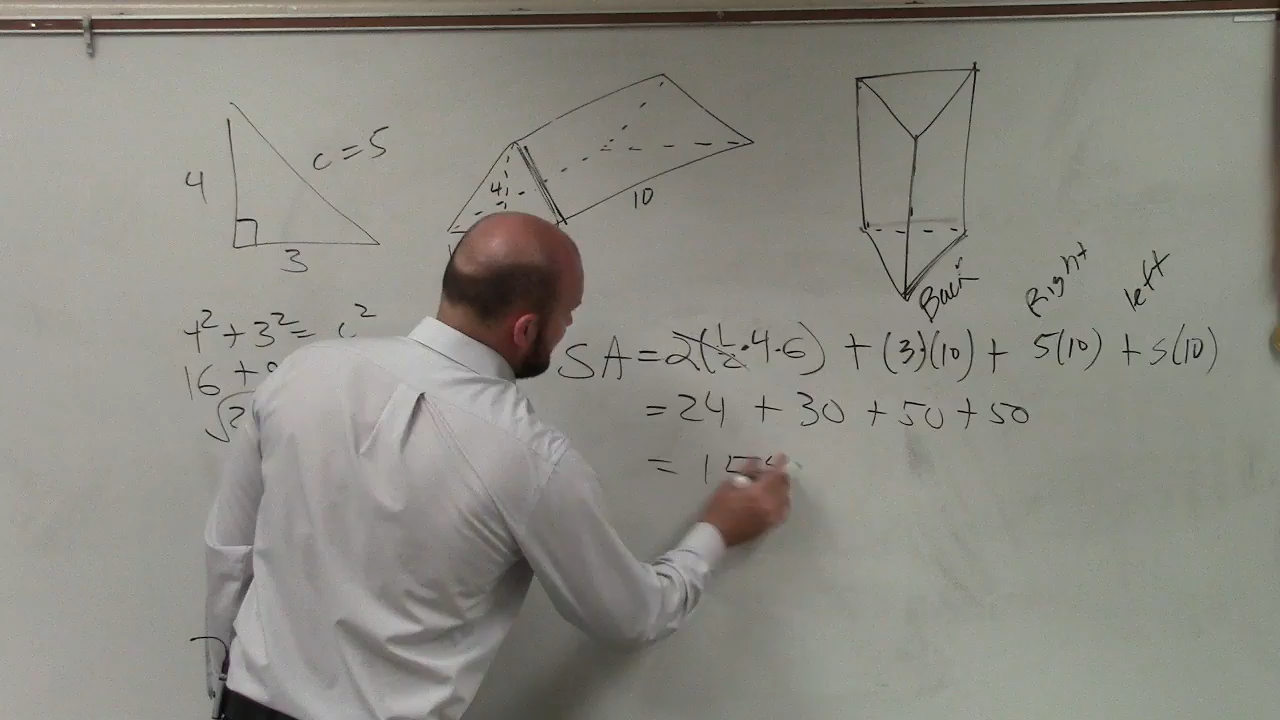 4
c = 5
3
4
10
4² + 3² = c²
16 +
Back
Right
left
SA = 2(1/2 · 4 · 6) + (3)(10) + 5(10) + 5(10)
= 24 + 30 + 50 + 50
= 154